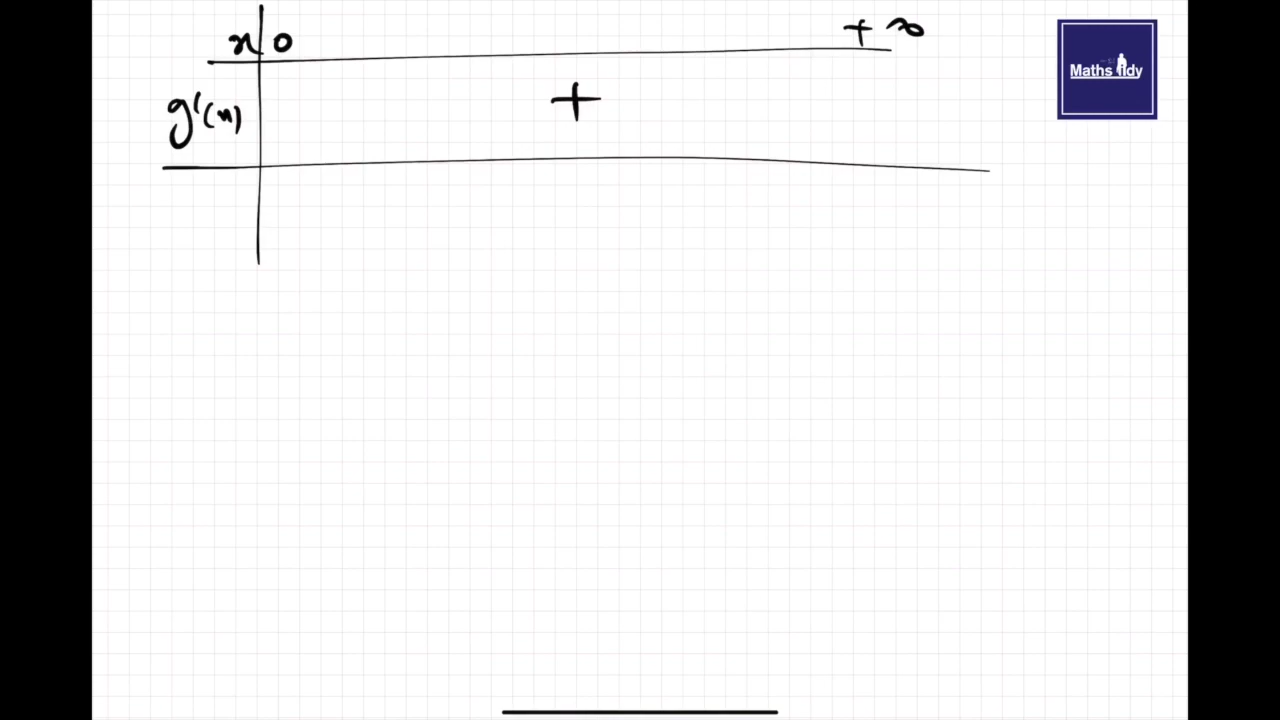 x 0 +∞
g'(x) +
Maths